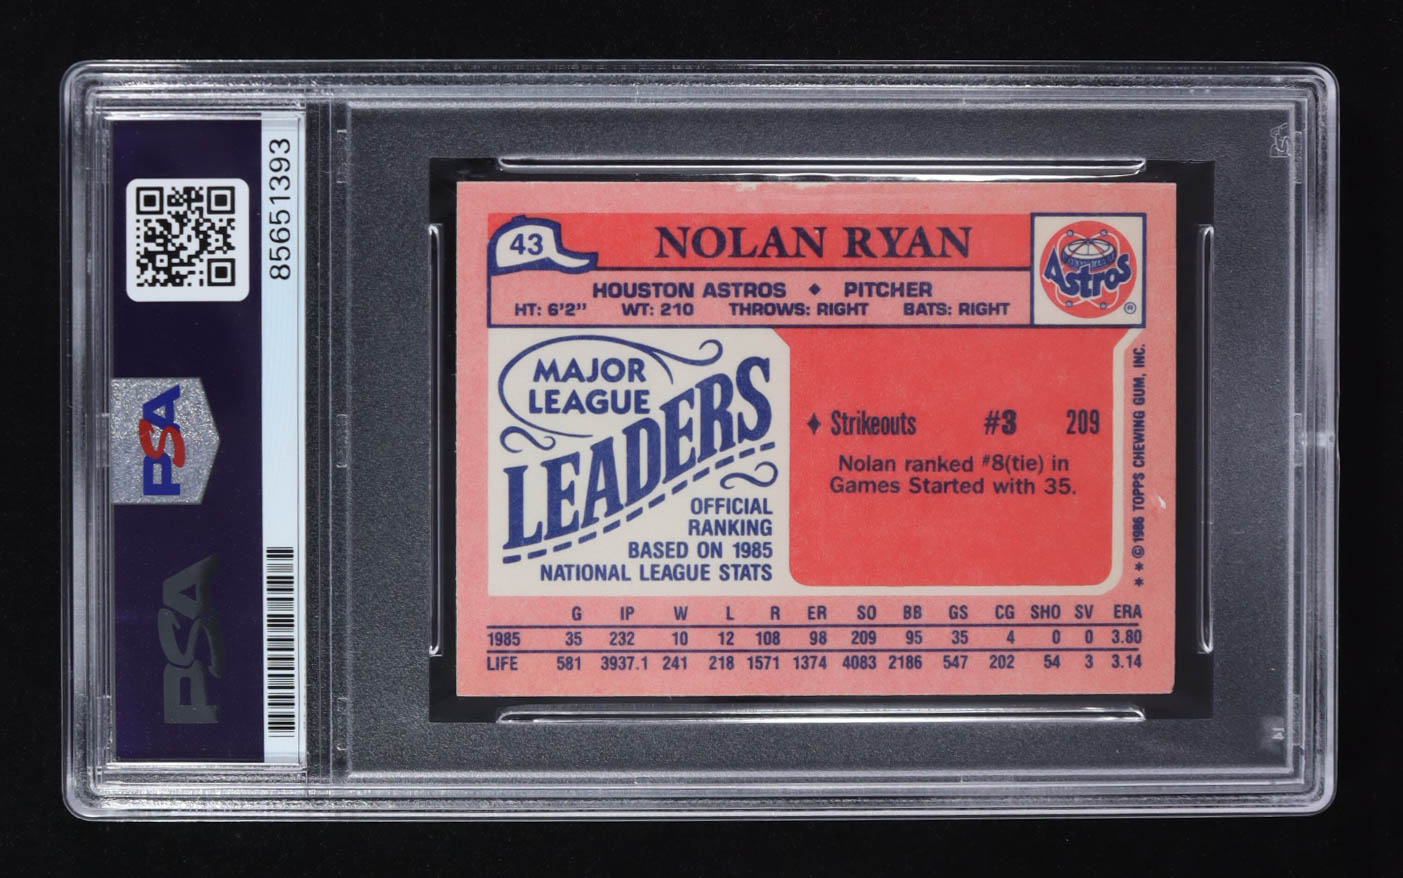 85651393
PSA
PSA
43
NOLAN RYAN
HOUSTON ASTROS ♦ PITCHER
HT: 6'2" WT: 210 THROWS: RIGHT BATS: RIGHT
Astros
®
MAJOR
LEAGUE
LEADERS
OFFICIAL
RANKING
BASED ON 1985
NATIONAL LEAGUE STATS
♦ Strikeouts #3 209
Nolan ranked #8(tie) in
Games Started with 35.
* * © 1986 TOPPS CHEWING GUM, INC.
G IP W L R ER SO BB GS CG SHO SV ERA
1985 35 232 10 12 108 98 209 95 35 4 0 0 3.80
LIFE 581 3937.1 241 218 1571 1374 4083 2186 547 202 54 3 3.14